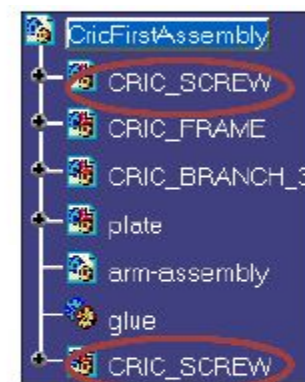 CricFirstAssembly
CRIC_SCREW
CRIC_FRAME
CRIC_BRANCH_3
plate
arm-assembly
glue
CRIC_SCREW